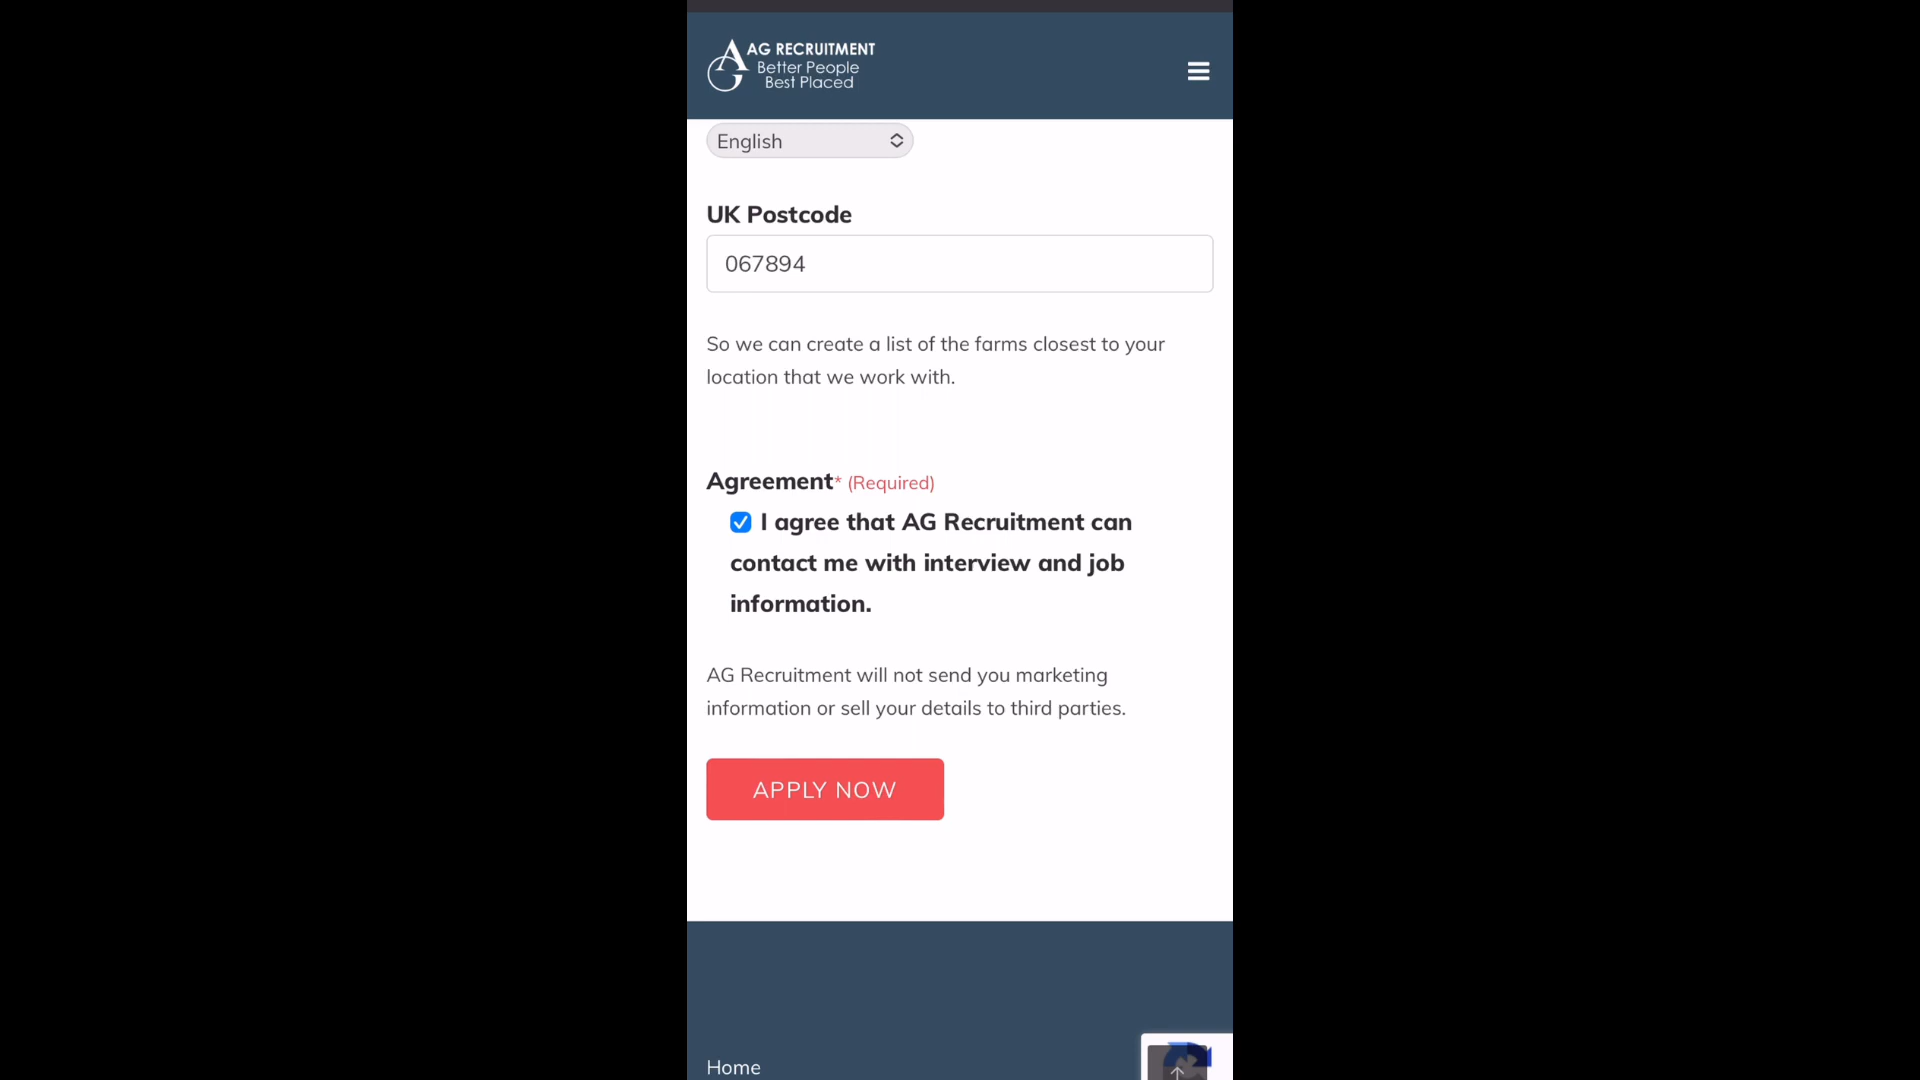 AG RECRUITMENT
Better People
Best Placed
English
UK Postcode
067894
So we can create a list of the farms closest to your
location that we work with.
Agreement* (Required)
I agree that AG Recruitment can
contact me with interview and job
information.
AG Recruitment will not send you marketing
information or sell your details to third parties.
APPLY NOW
Home